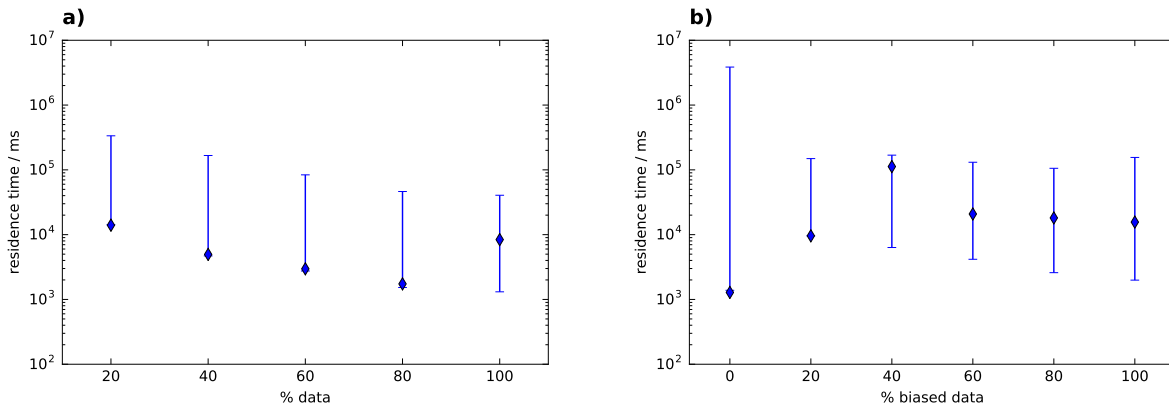 a)
10^7
10^6
10^5
10^4
10^3
10^2
residence time / ms
20 40 60 80 100
% data
b)
10^7
10^6
10^5
10^4
10^3
10^2
residence time / ms
0 20 40 60 80 100
% biased data